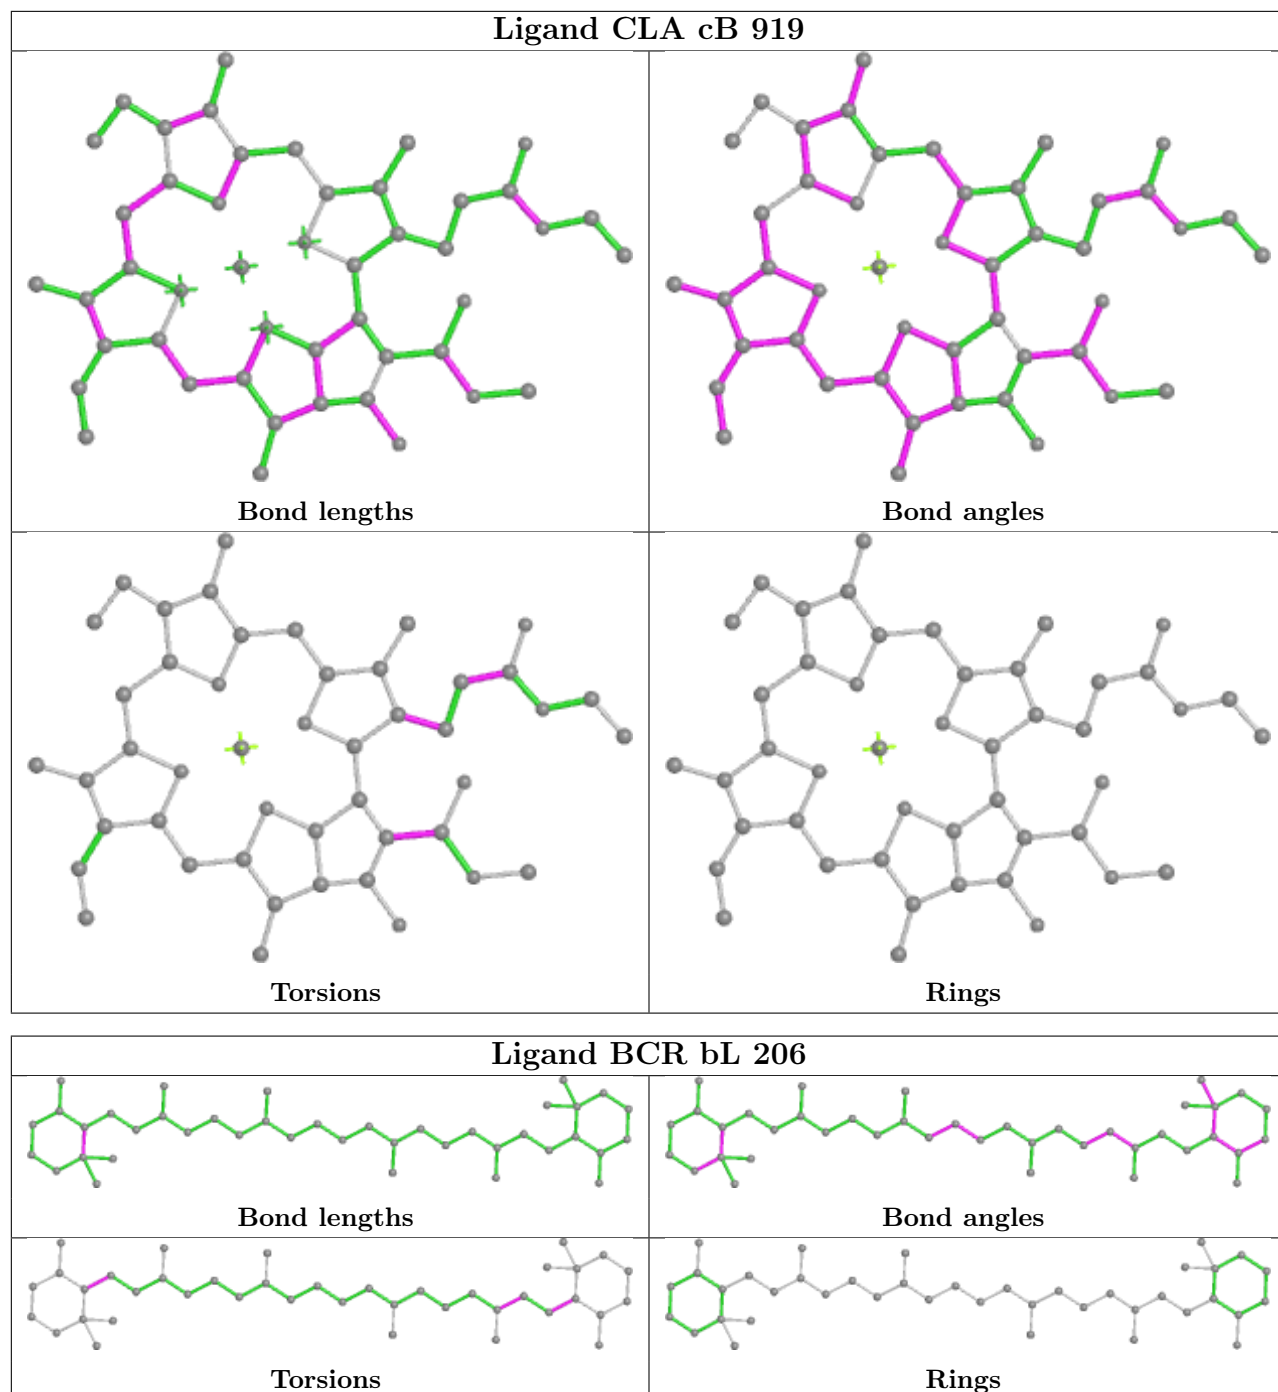 Ligand CLA cB 919
Bond lengths
Bond angles
Torsions
Rings
Ligand BCR bL 206
Bond lengths
Bond angles
Torsions
Rings